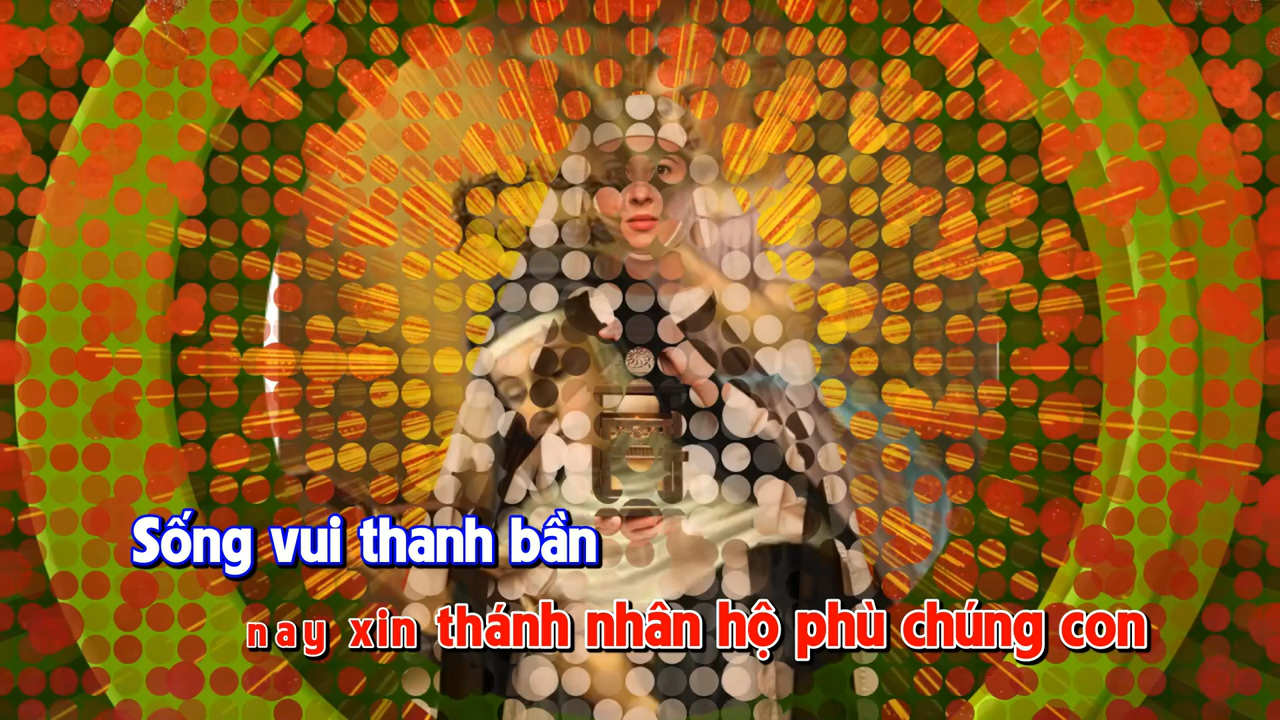 Sống vui thanh bần
nay xin thánh nhân hộ phù chúng con